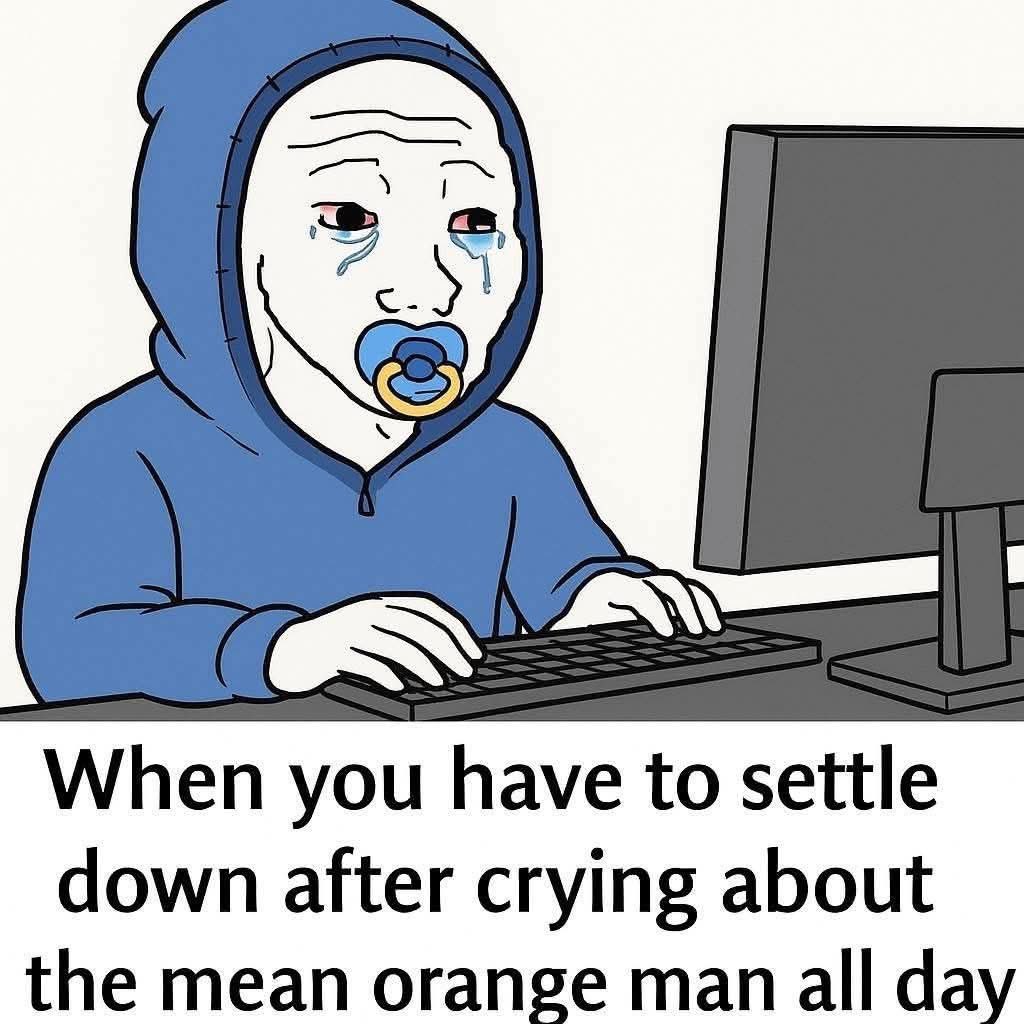 When you have to settle
down after crying about
the mean orange man all day